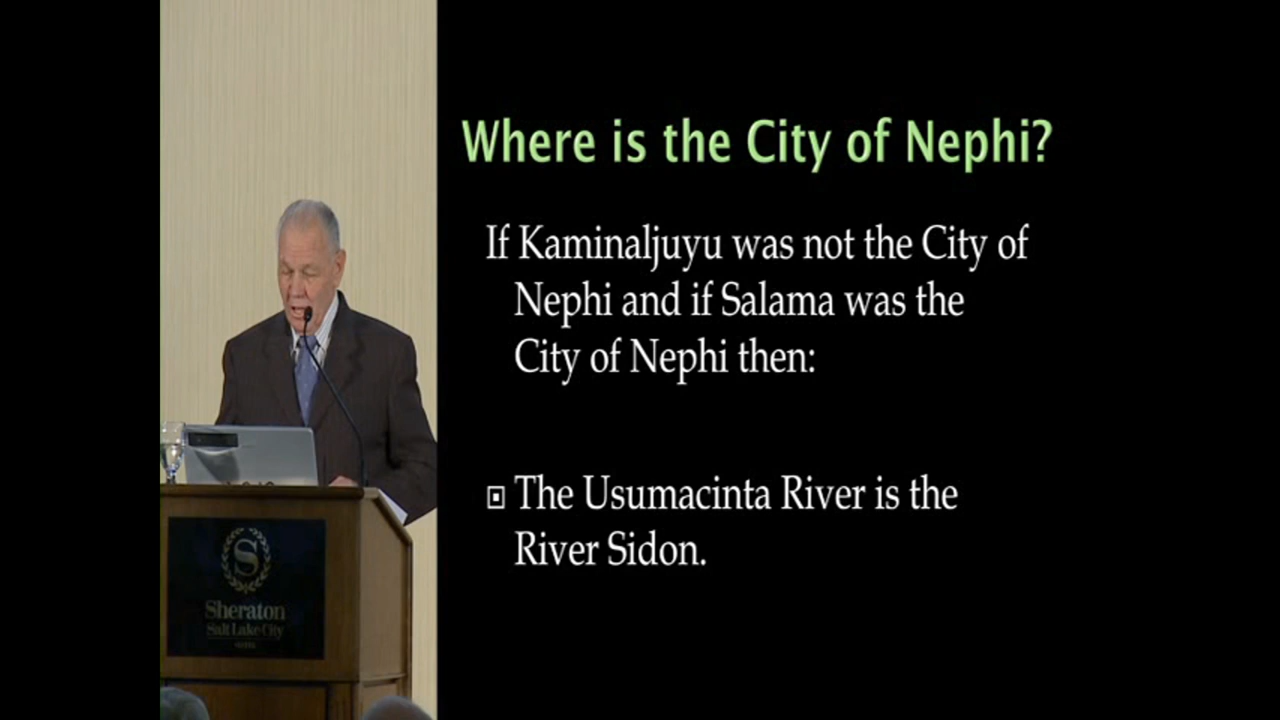 Where is the City of Nephi?
If Kaminaljuyu was not the City of
Nephi and if Salama was the
City of Nephi then:
The Usumacinta River is the
River Sidon.
S
Sheraton
Salt Lake City